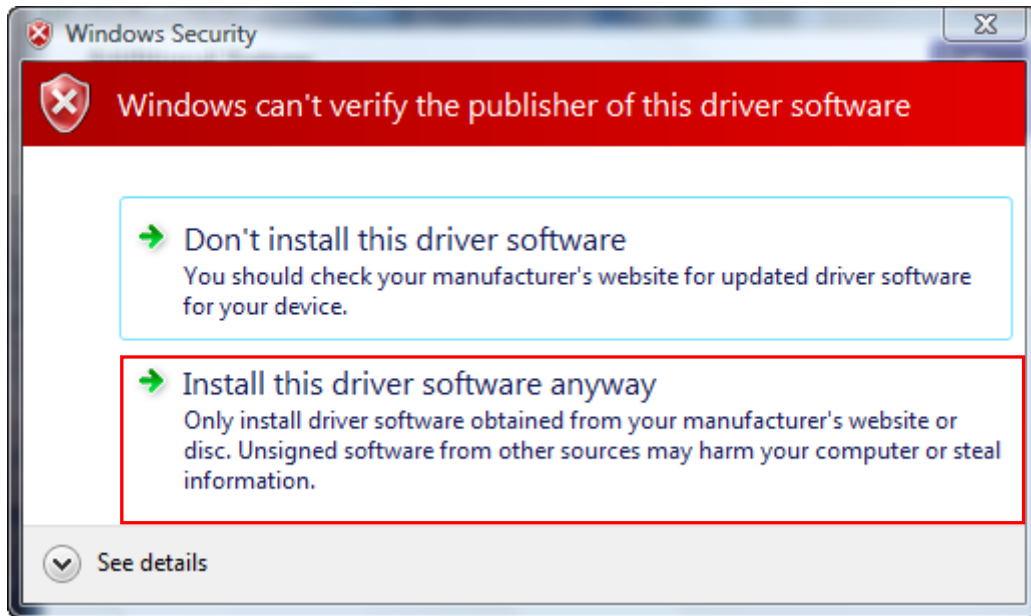 Windows Security
Windows can't verify the publisher of this driver software
Don't install this driver software
You should check your manufacturer's website for updated driver software
for your device.
Install this driver software anyway
Only install driver software obtained from your manufacturer's website or
disc. Unsigned software from other sources may harm your computer or steal
information.
See details